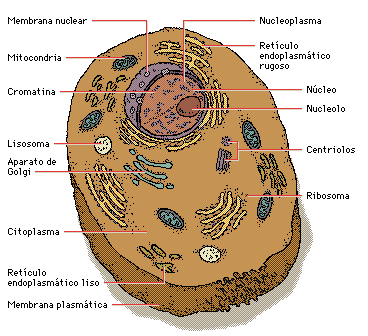 Membrana nuclear
Mitocondria
Cromatina
Lisosoma
Aparato de
Golgi
Citoplasma
Retículo
endoplasmático liso
Membrana plasmática
Nucleoplasma
Retículo
endoplasmático
rugoso
Núcleo
Nucleolo
Centriolos
Ribosoma